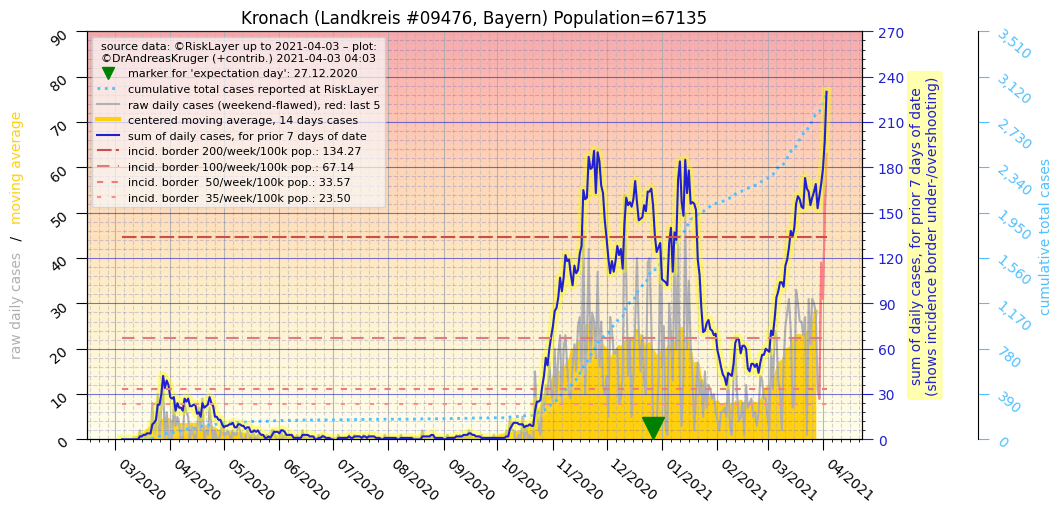 Kronach (Landkreis #09476, Bayern) Population=67135
source data: ©RiskLayer up to 2021-04-03 – plot:
©DrAndreasKruger (+contrib.) 2021-04-03 04:03
marker for 'expectation day': 27.12.2020
cumulative total cases reported at RiskLayer
raw daily cases (weekend-flawed), red: last 5
centered moving average, 14 days cases
sum of daily cases, for prior 7 days of date
incid. border 200/week/100k pop.: 134.27
incid. border 100/week/100k pop.: 67.14
incid. border  50/week/100k pop.: 33.57
incid. border  35/week/100k pop.: 23.50
raw daily cases / moving average
90
80
70
60
50
40
30
20
10
0
03/2020
04/2020
05/2020
06/2020
07/2020
08/2020
09/2020
10/2020
11/2020
12/2020
01/2021
02/2021
03/2021
04/2021
270
240
210
180
150
120
90
60
30
0
sum of daily cases, for prior 7 days of date
(shows incidence border under-/overshooting)
3,510
3,120
2,730
2,340
1,950
1,560
1,170
780
390
0
cumulative total cases